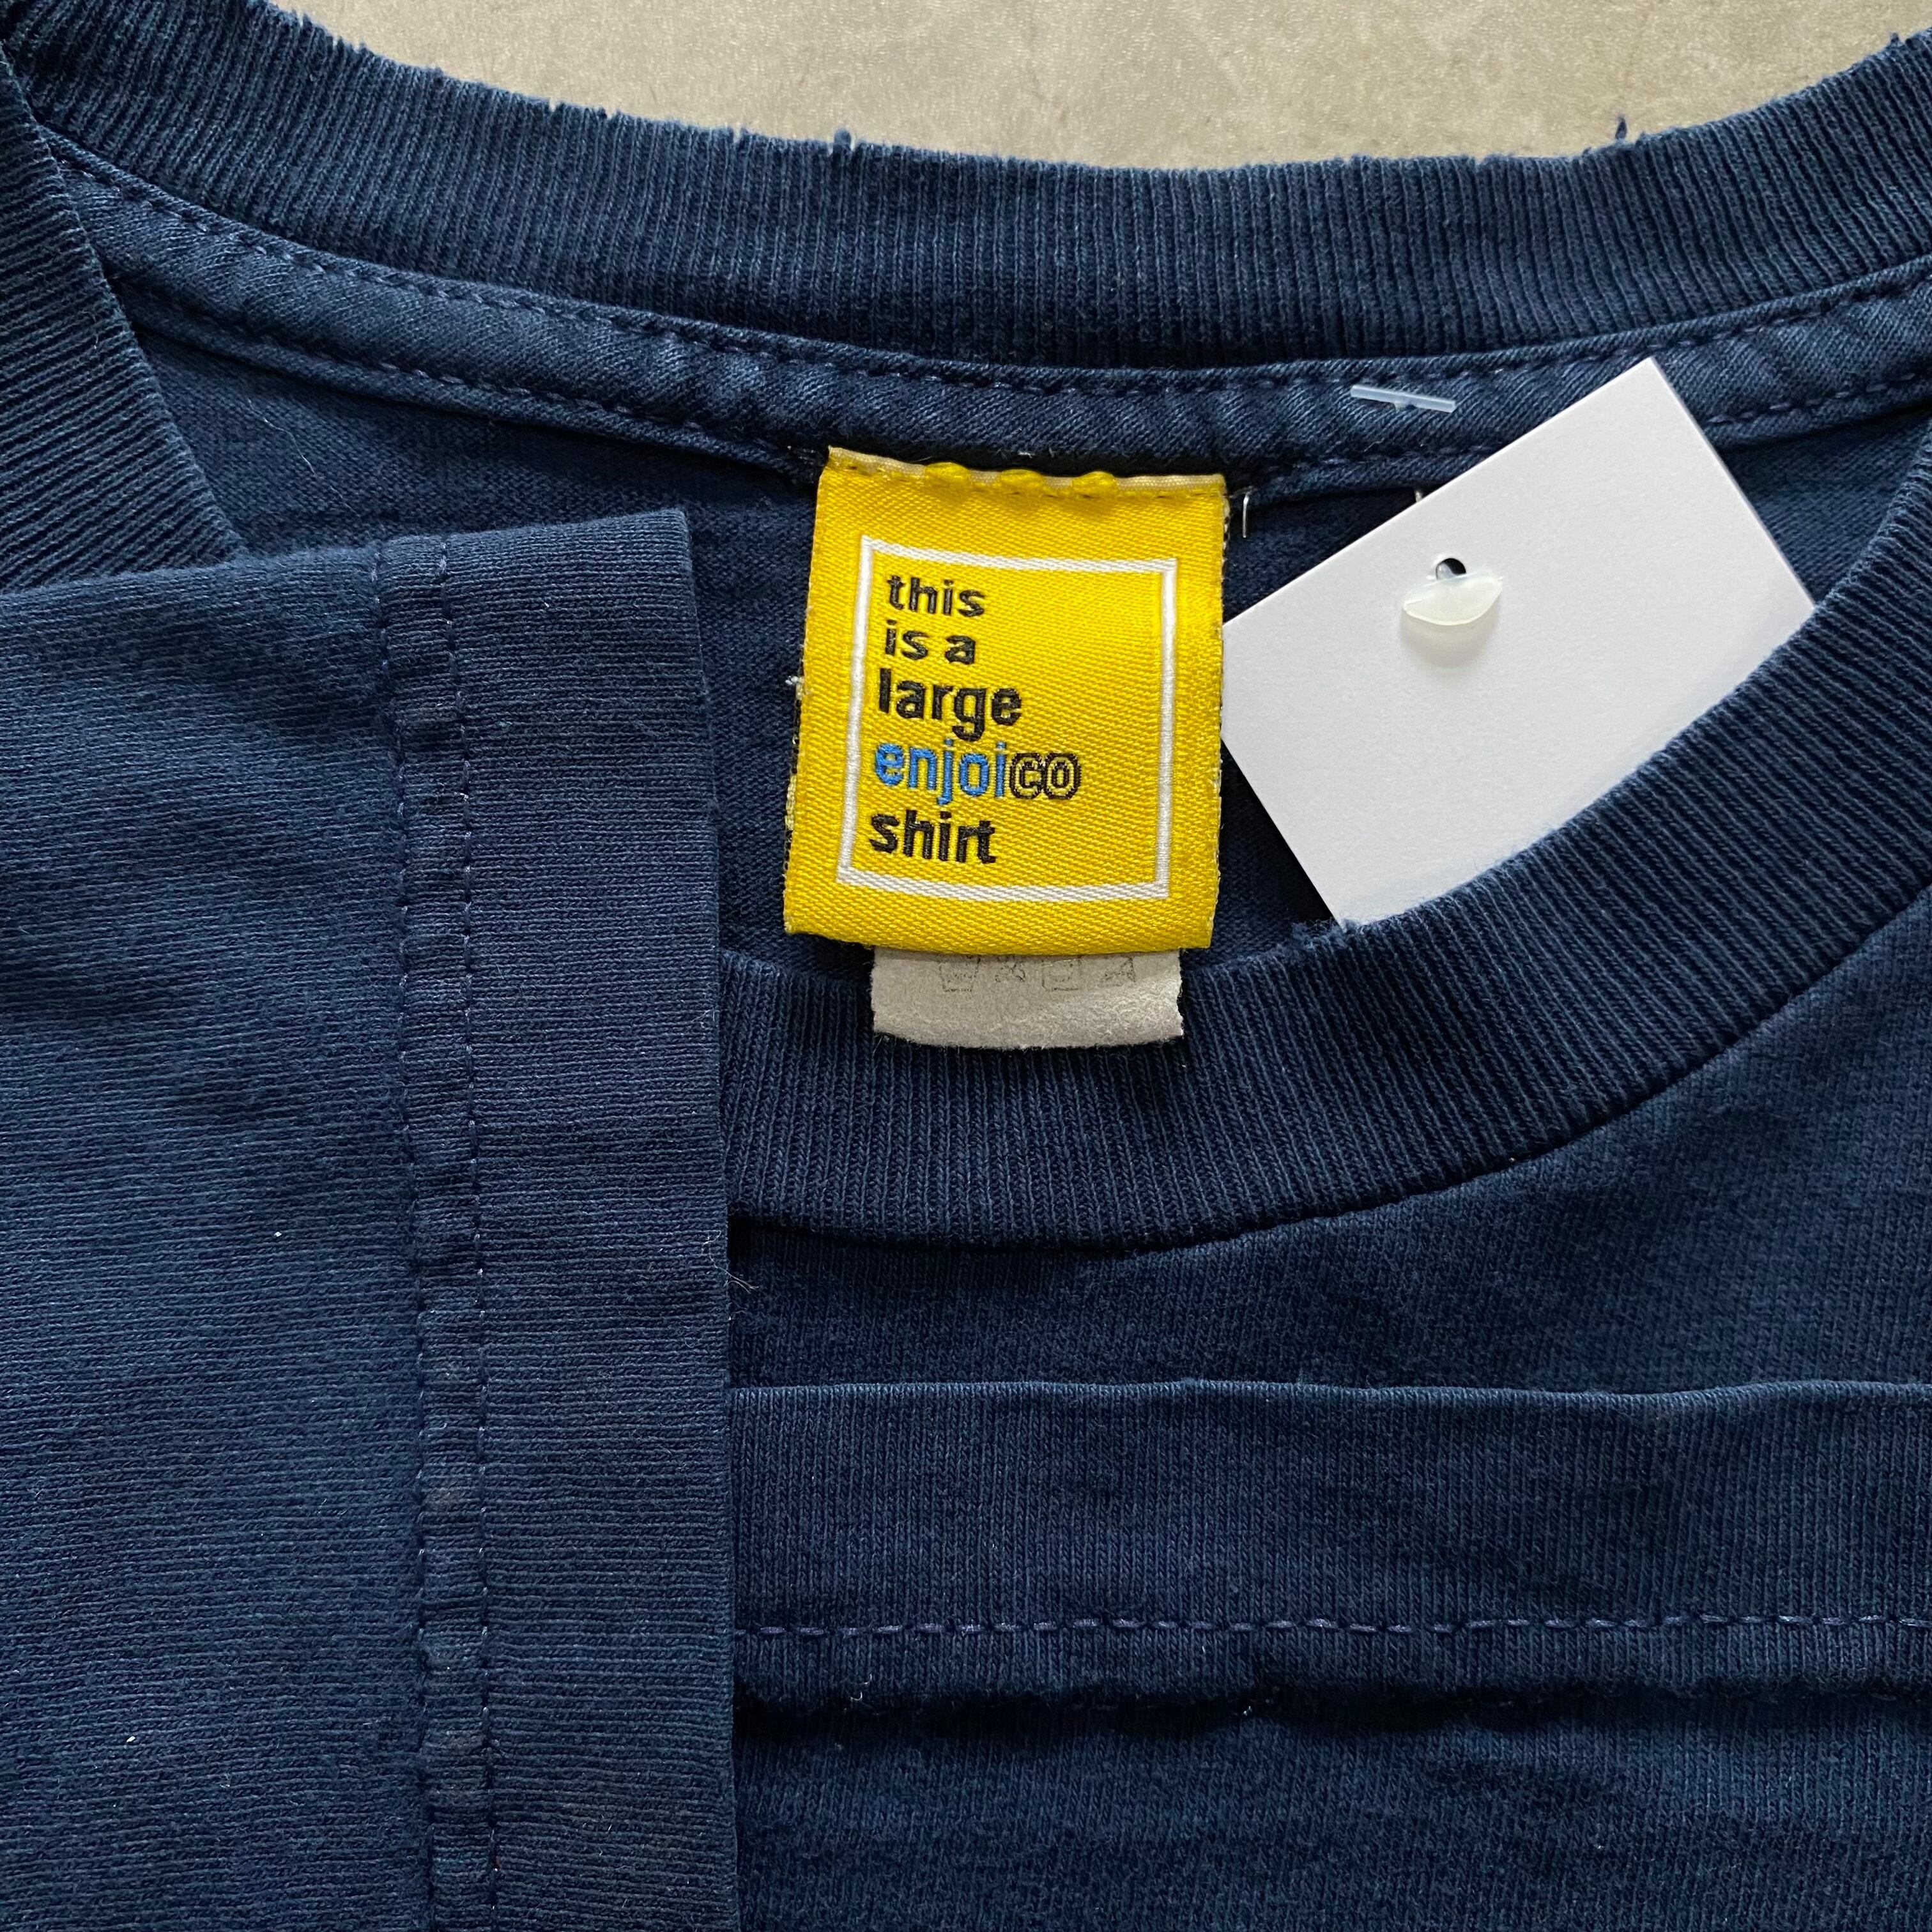 this
is a
large
enjoico
shirt